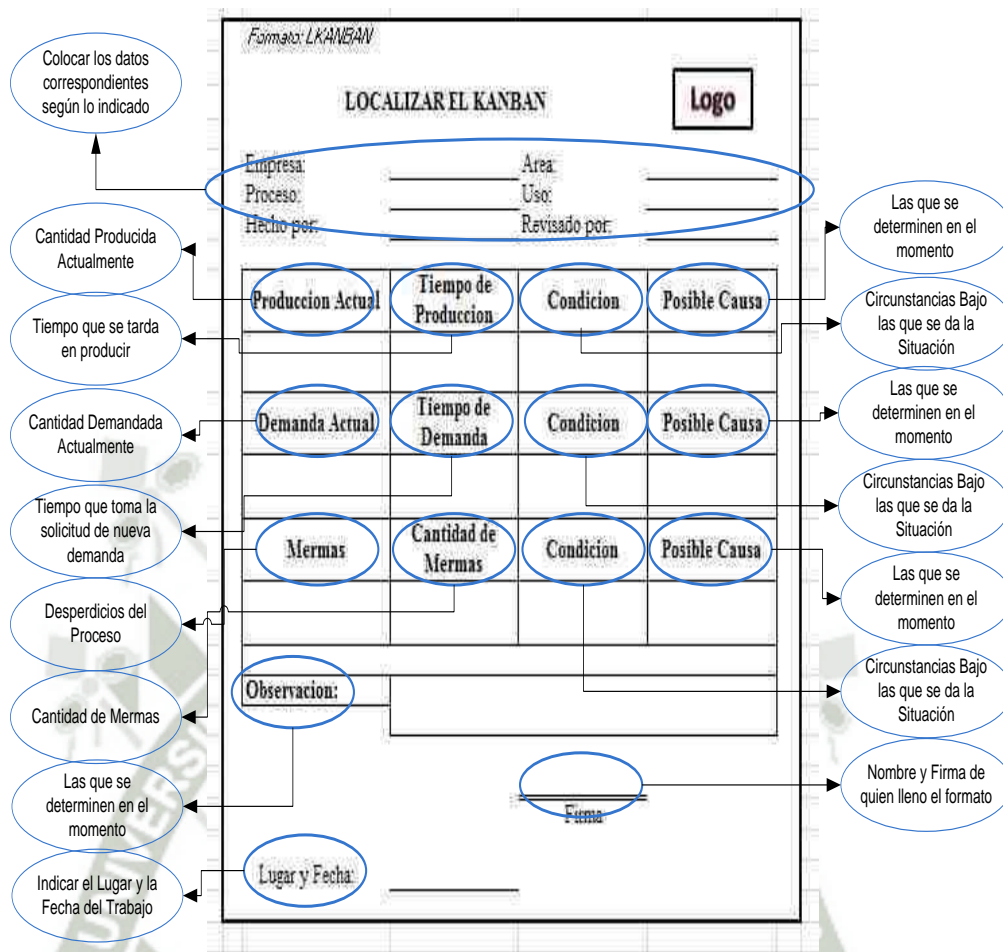 Formato: LKANBAN
LOCALIZAR EL KANBAN
Logo
Empresa:
Area:
Proceso:
Uso:
Hecho por:
Revisado por:
Produccion Actual
Tiempo de
Produccion
Condicion
Posible Causa
Demanda Actual
Tiempo de
Demanda
Condicion
Posible Causa
Mermas
Cantidad de
Mermas
Condicion
Posible Causa
Observacion:
Firma
Lugar y Fecha:
Colocar los datos
correspondientes
según lo indicado
Cantidad Producida
Actualmente
Tiempo que se tarda
en producir
Cantidad Demandada
Actualmente
Tiempo que toma la
solicitud de nueva
demanda
Desperdicios del
Proceso
Cantidad de Mermas
Las que se
determinen en el
momento
Indicar el Lugar y la
Fecha del Trabajo
Las que se
determinen en el
momento
Circunstancias Bajo
las que se da la
Situación
Las que se
determinen en el
momento
Circunstancias Bajo
las que se da la
Situación
Las que se
determinen en el
momento
Circunstancias Bajo
las que se da la
Situación
Nombre y Firma de
quien lleno el formato